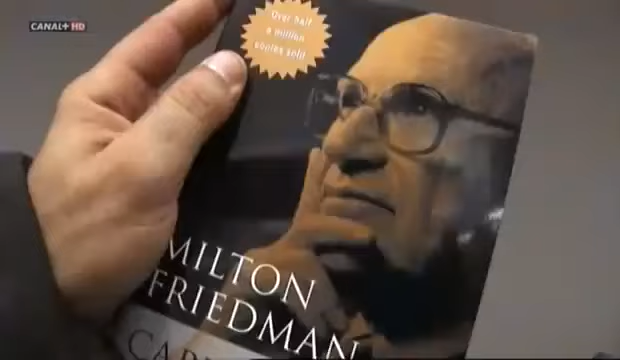 CANAL+ HD
Over half
a million
copies sold
MILTON
FRIEDMAN